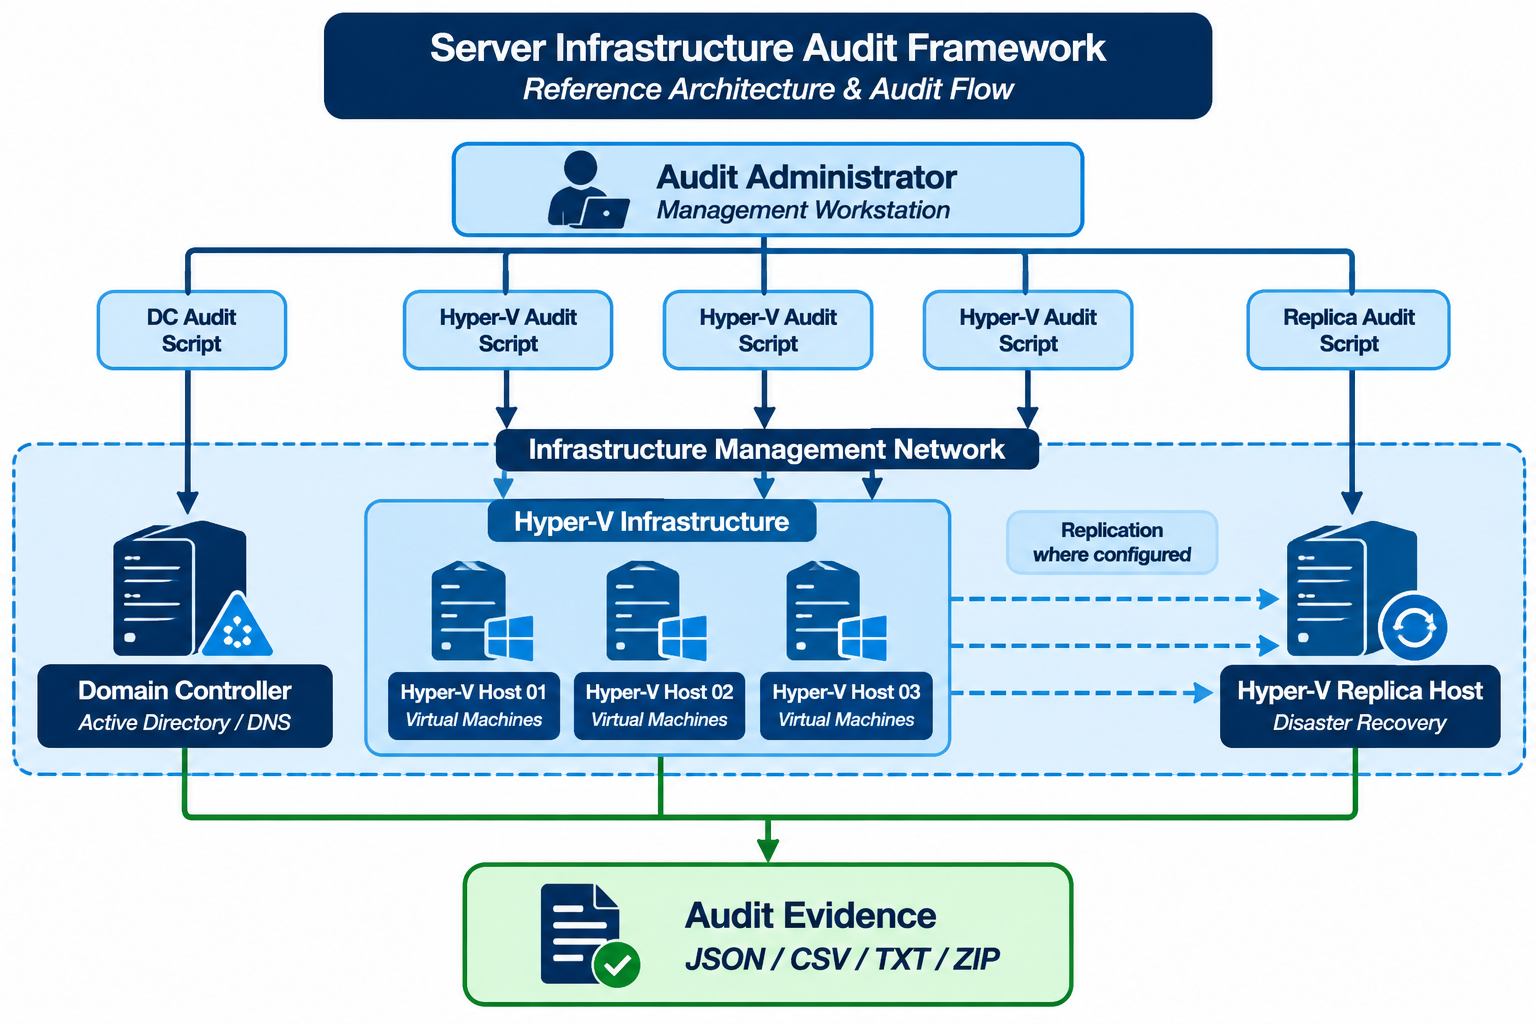 Server Infrastructure Audit Framework
Reference Architecture & Audit Flow
Audit Administrator
Management Workstation
DC Audit
Script
Hyper-V Audit
Script
Hyper-V Audit
Script
Hyper-V Audit
Script
Replica Audit
Script
Infrastructure Management Network
Hyper-V Infrastructure
Replication
where configured
Domain Controller
Active Directory / DNS
Hyper-V Host 01
Virtual Machines
Hyper-V Host 02
Virtual Machines
Hyper-V Host 03
Virtual Machines
Hyper-V Replica Host
Disaster Recovery
Audit Evidence
JSON / CSV / TXT / ZIP